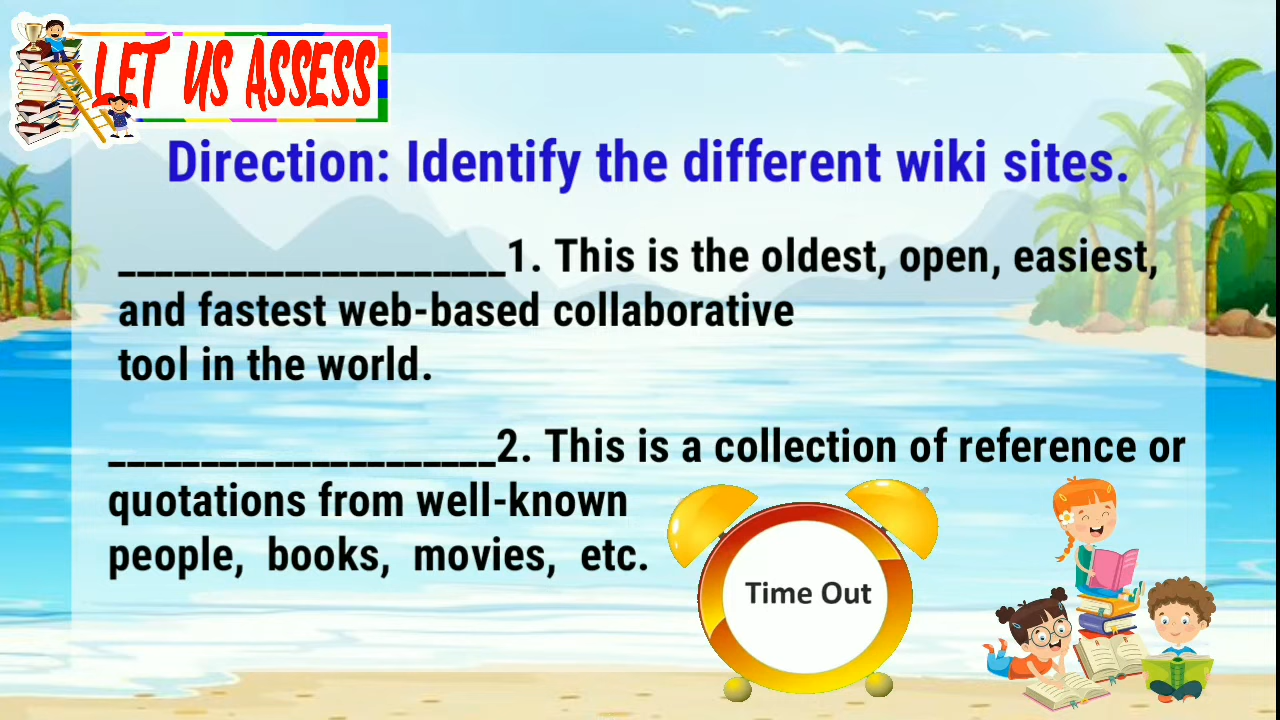 LET US ASSESS
Direction: Identify the different wiki sites.
_____________________1. This is the oldest, open, easiest,
and fastest web-based collaborative
tool in the world.
_____________________2. This is a collection of reference or
quotations from well-known
people, books, movies, etc.
Time Out